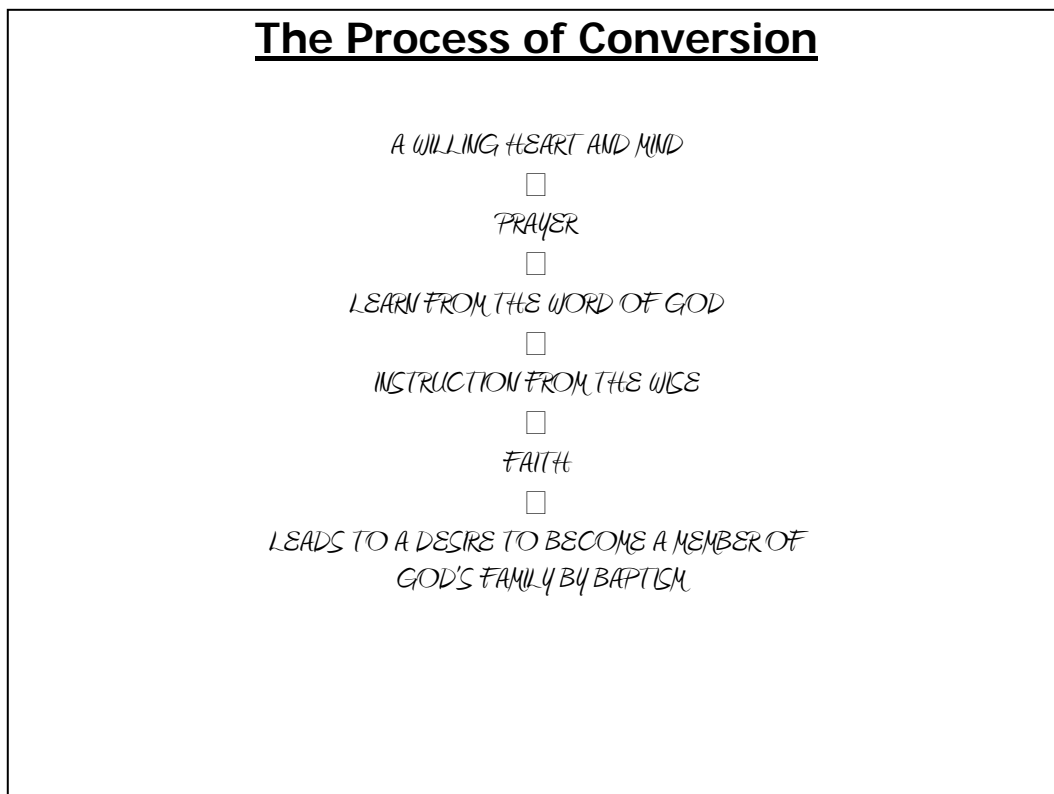 The Process of Conversion
A WILLING HEART AND MIND
PRAYER
LEARN FROM THE WORD OF GOD
INSTRUCTION FROM THE WISE
FAITH
LEADS TO A DESIRE TO BECOME A MEMBER OF
GOD'S FAMILY BY BAPTISM